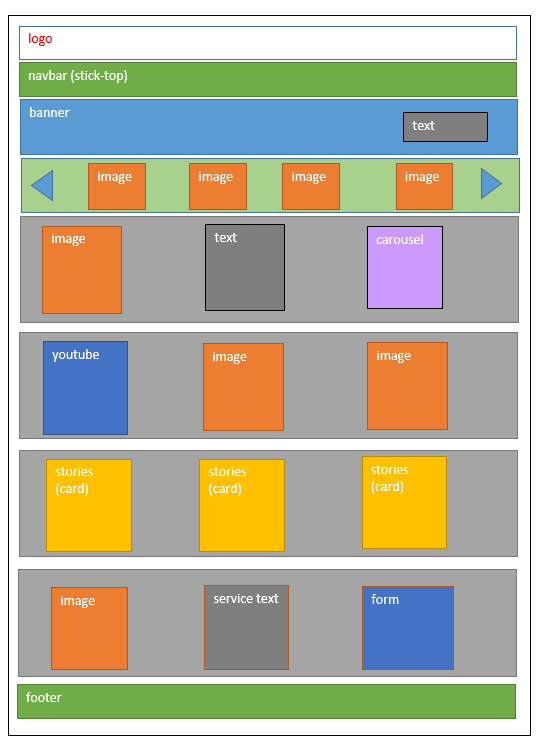 logo
navbar (stick-top)
banner
text
image
image
image
image
image
text
carousel
youtube
image
image
stories
(card)
stories
(card)
stories
(card)
image
service text
form
footer